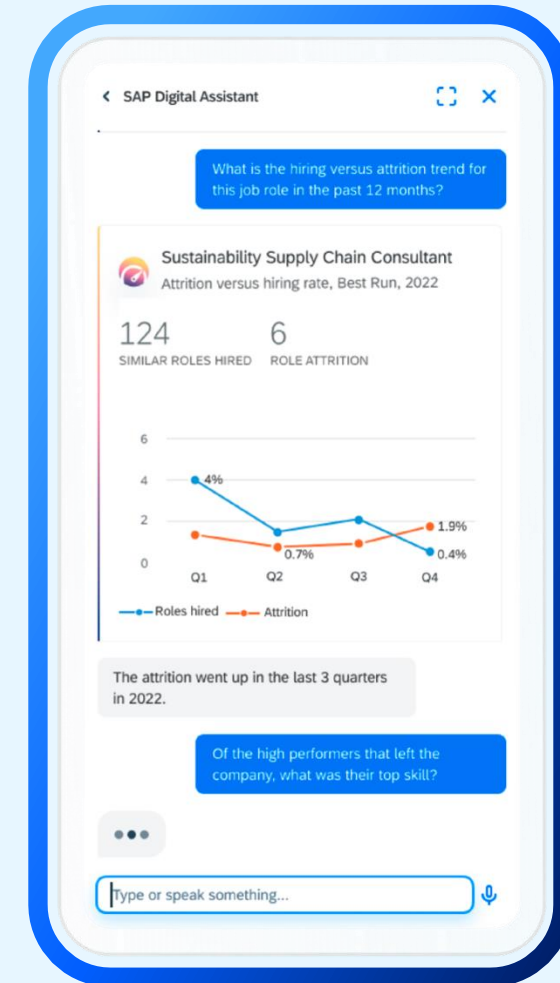 SAP Digital Assistant
What is the hiring versus attrition trend for
this job role in the past 12 months?
Sustainability Supply Chain Consultant
Attrition versus hiring rate, Best Run, 2022
124 6
SIMILAR ROLES HIRED ROLE ATTRITION
6
4 4%
2 1.9%
0.7% 0.4%
0
Q1 Q2 Q3 Q4
Roles hired Attrition
The attrition went up in the last 3 quarters
in 2022.
Of the high performers that left the
company, what was their top skill?
Type or speak something...